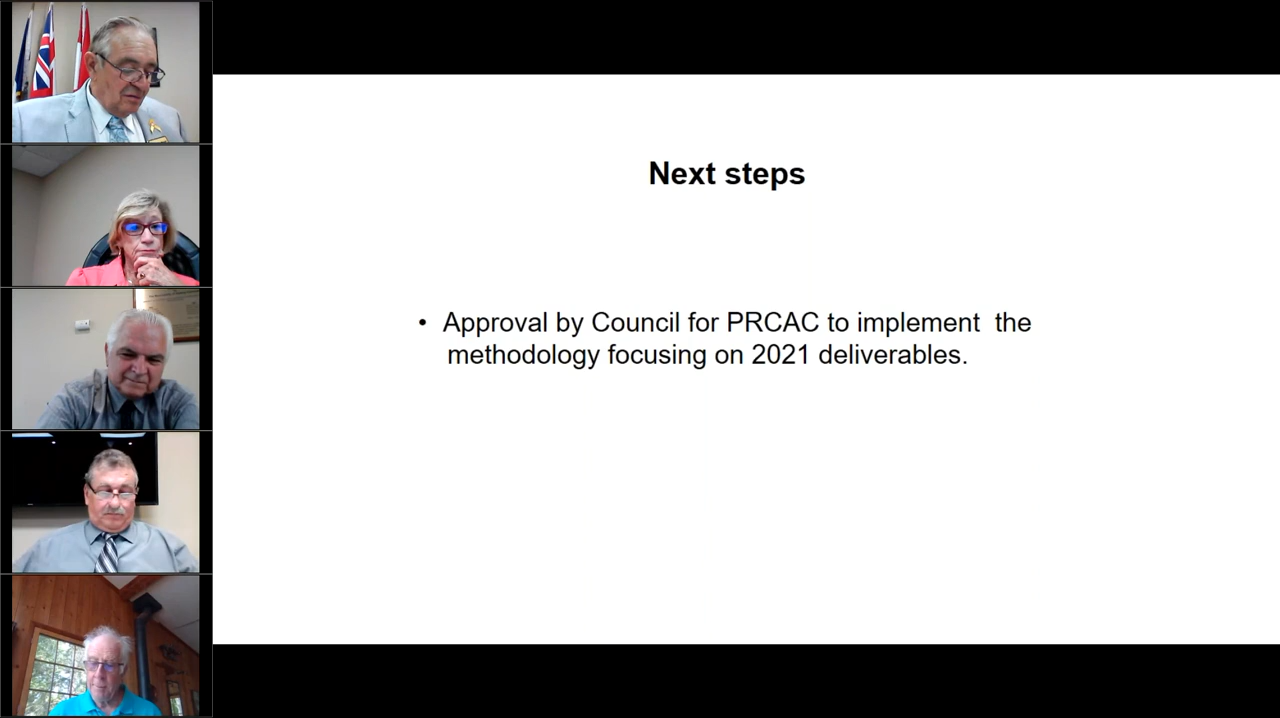 Next steps
• Approval by Council for PRCAC to implement  the
methodology focusing on 2021 deliverables.